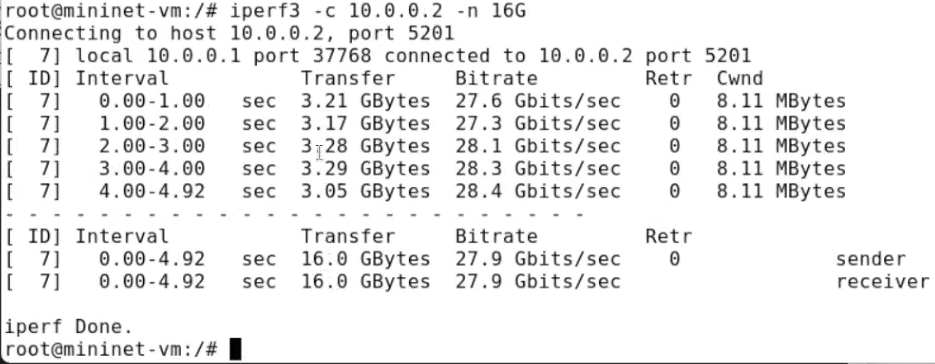 root@mininet-vm:/# iperf3 -c 10.0.0.2 -n 16G
Connecting to host 10.0.0.2, port 5201
[  7] local 10.0.0.1 port 37768 connected to 10.0.0.2 port 5201
[ ID] Interval           Transfer     Bitrate         Retr  Cwnd
[  7]   0.00-1.00   sec  3.21 GBytes  27.6 Gbits/sec    0   8.11 MBytes
[  7]   1.00-2.00   sec  3.17 GBytes  27.3 Gbits/sec    0   8.11 MBytes
[  7]   2.00-3.00   sec  3.28 GBytes  28.1 Gbits/sec    0   8.11 MBytes
[  7]   3.00-4.00   sec  3.29 GBytes  28.3 Gbits/sec    0   8.11 MBytes
[  7]   4.00-4.92   sec  3.05 GBytes  28.4 Gbits/sec    0   8.11 MBytes
- - - - - - - - - - - - - - - - - - - - - - - - -
[ ID] Interval           Transfer     Bitrate         Retr
[  7]   0.00-4.92   sec  16.0 GBytes  27.9 Gbits/sec    0             sender
[  7]   0.00-4.92   sec  16.0 GBytes  27.9 Gbits/sec                  receiver
iperf Done.
root@mininet-vm:/#